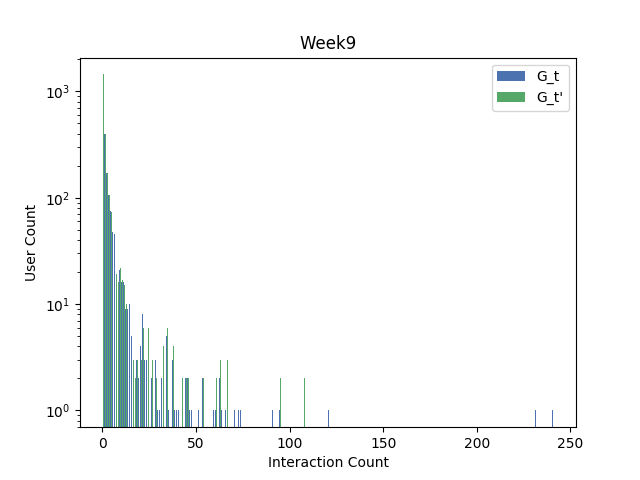 Week9
G_t
G_t'
User Count
10³
10²
10¹
10⁰
0 50 100 150 200 250
Interaction Count